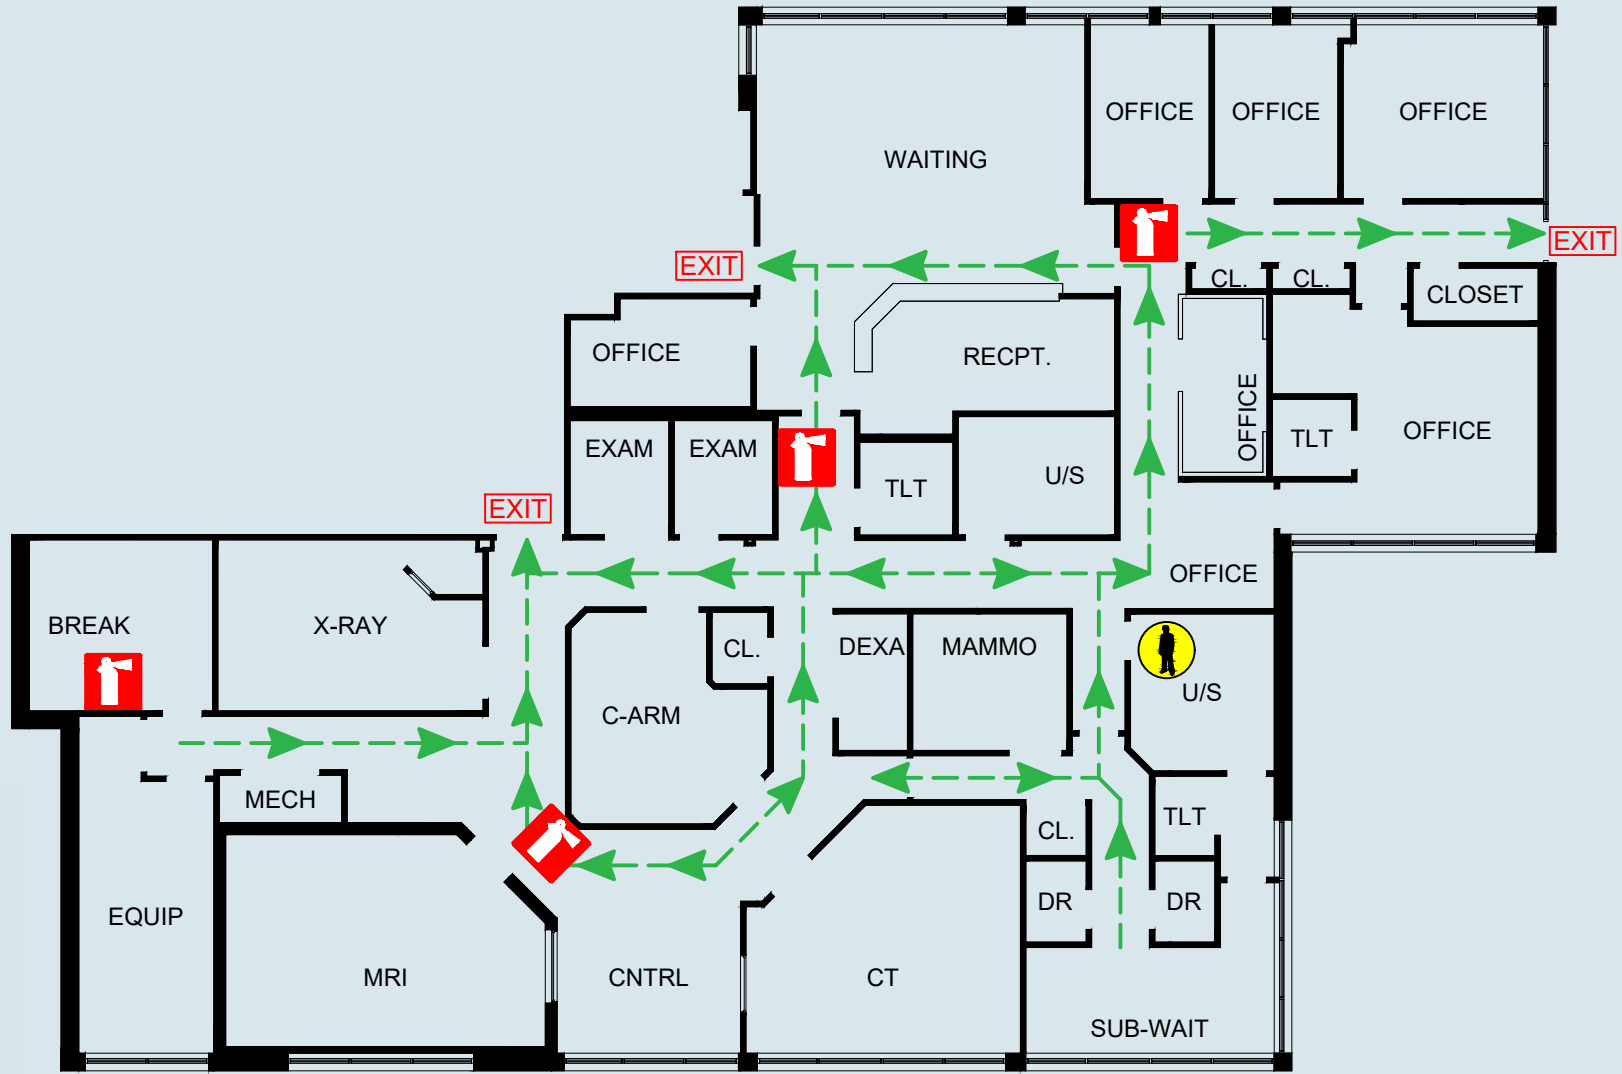 OFFICE
OFFICE
OFFICE
WAITING
EXIT
EXIT
CL.
CL.
CLOSET
OFFICE
RECPT.
OFFICE
TLT
OFFICE
EXAM
EXAM
TLT
U/S
EXIT
OFFICE
BREAK
X-RAY
CL.
DEXA
MAMMO
U/S
C-ARM
MECH
CL.
TLT
DR
DR
EQUIP
MRI
CNTRL
CT
SUB-WAIT